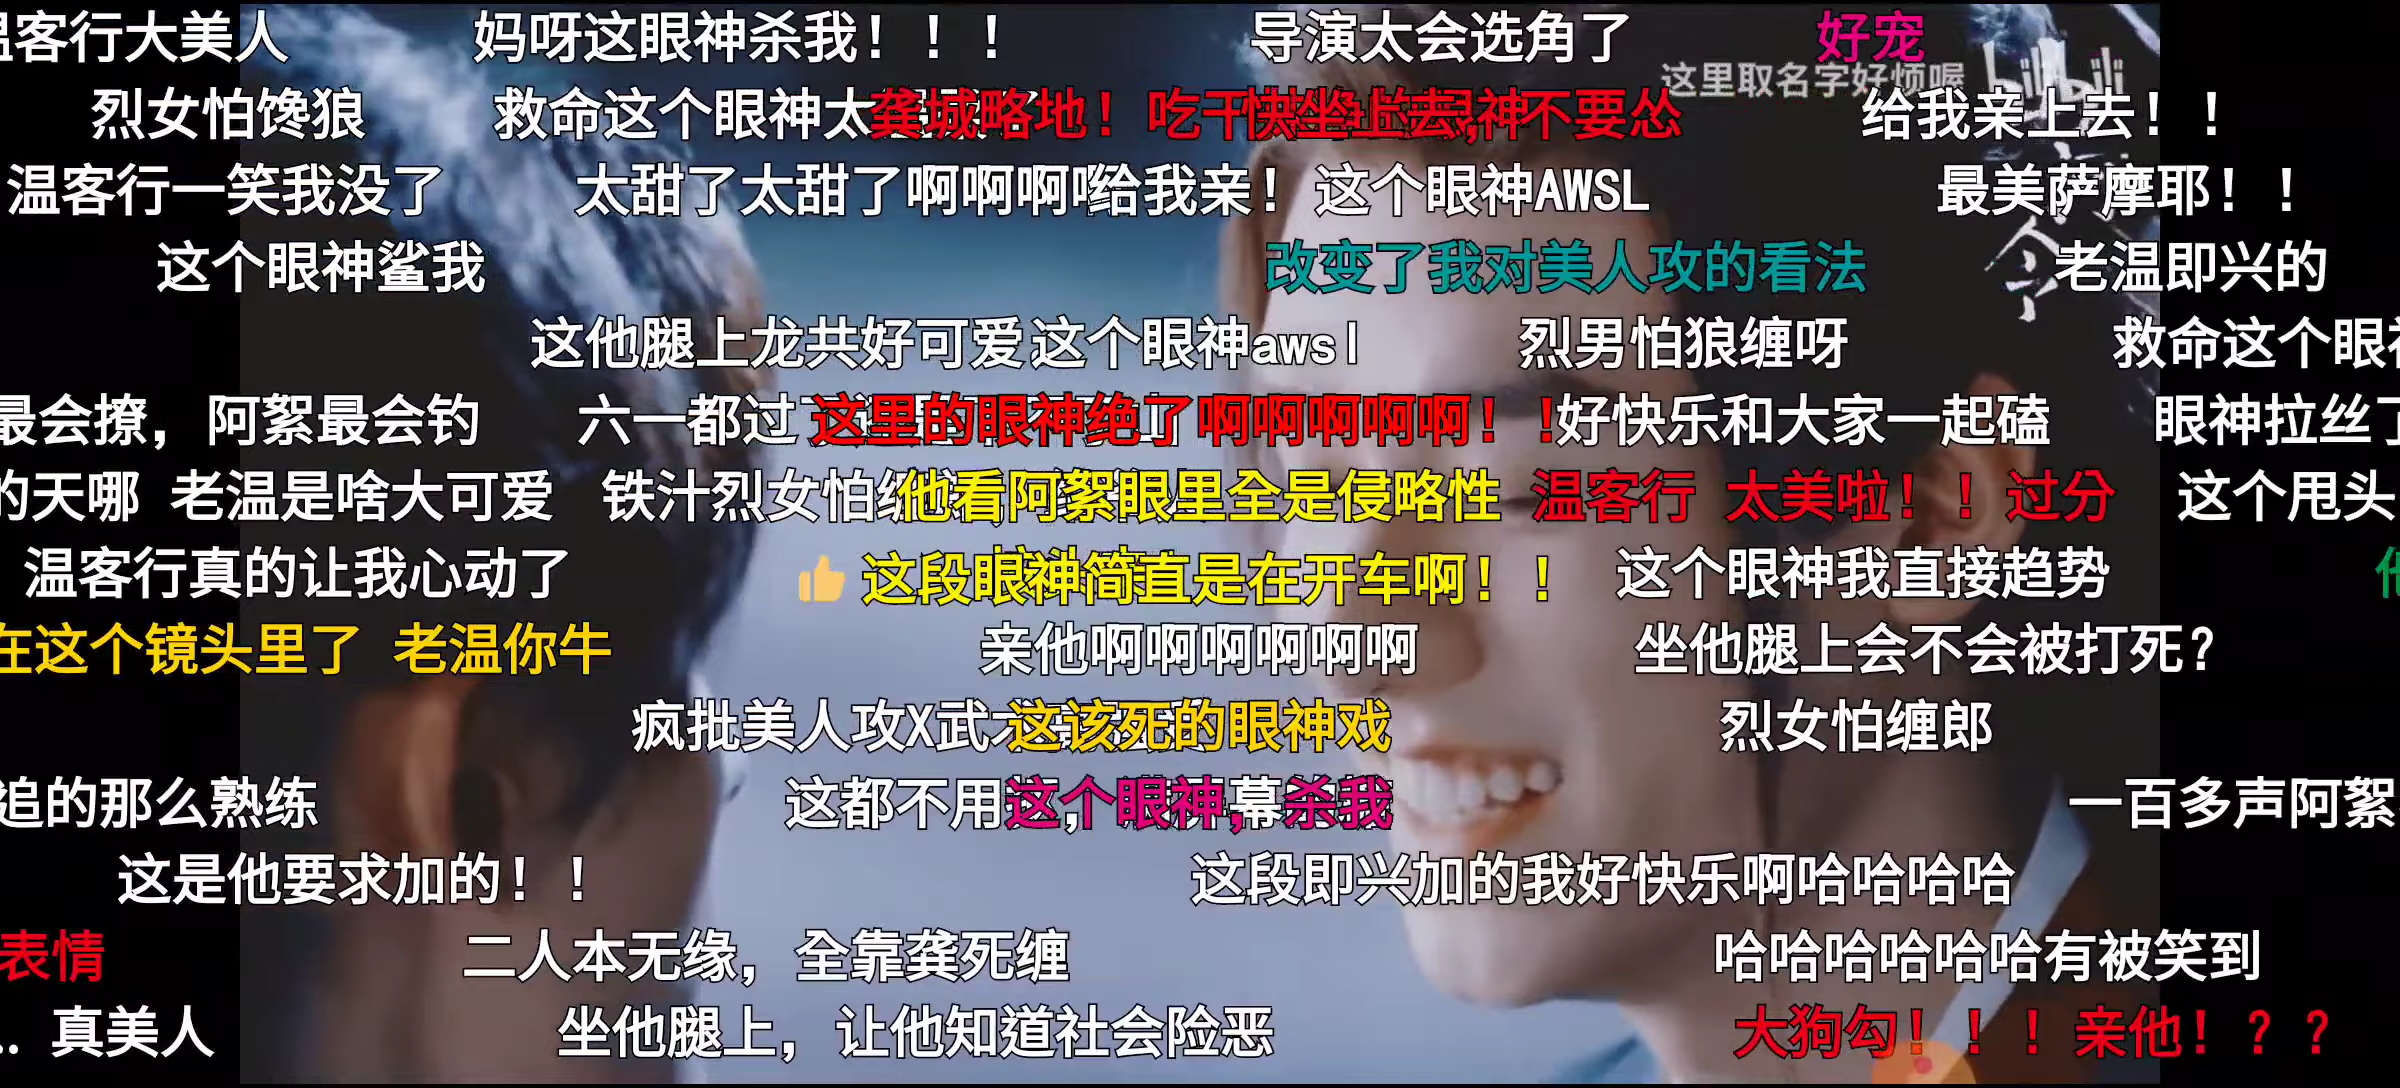 温客行大美人 妈呀这眼神杀我！！！ 导演太会选角了 好宠
这里取名字好烦喔 bilibili
烈女怕馋狼 救命这个眼神太 龚城略地！吃干 快坐上去, 神不要怂 给我亲上去！！
温客行一笑我没了 太甜了太甜了啊啊啊 给我亲！ 这个眼神AWSL 最美萨摩耶！！
这个眼神鲨我 改变了我对美人攻的看法 令 老温即兴的
这他腿上龙共好可爱 这个眼神awsl 烈男怕狼缠呀 救命这个眼神
最会撩，阿絮最会钓 六一都过了 这里的眼神绝了啊啊啊啊啊！！ 好快乐和大家一起磕 眼神拉丝了
的天哪 老温是啥大可爱 铁汁烈女怕 他看阿絮眼里全是侵略性 温客行 太美啦！！过分 这个甩头
温客行真的让我心动了 这段眼神简直是在开车啊！！ 这个眼神我直接趋势
在这个镜头里了 老温你牛 亲他啊啊啊啊啊啊 坐他腿上会不会被打死？
疯批美人攻X武 这该死的眼神戏 烈女怕缠郎
追的那么熟练 这都不用 这个眼神，幕 杀我 一百多声阿絮
这是他要求加的！！ 这段即兴加的我好快乐啊哈哈哈哈
表情 二人本无缘，全靠龚死缠 哈哈哈哈哈哈有被笑到
.. 真美人 坐他腿上，让他知道社会险恶 大狗勾！！！亲他！？？